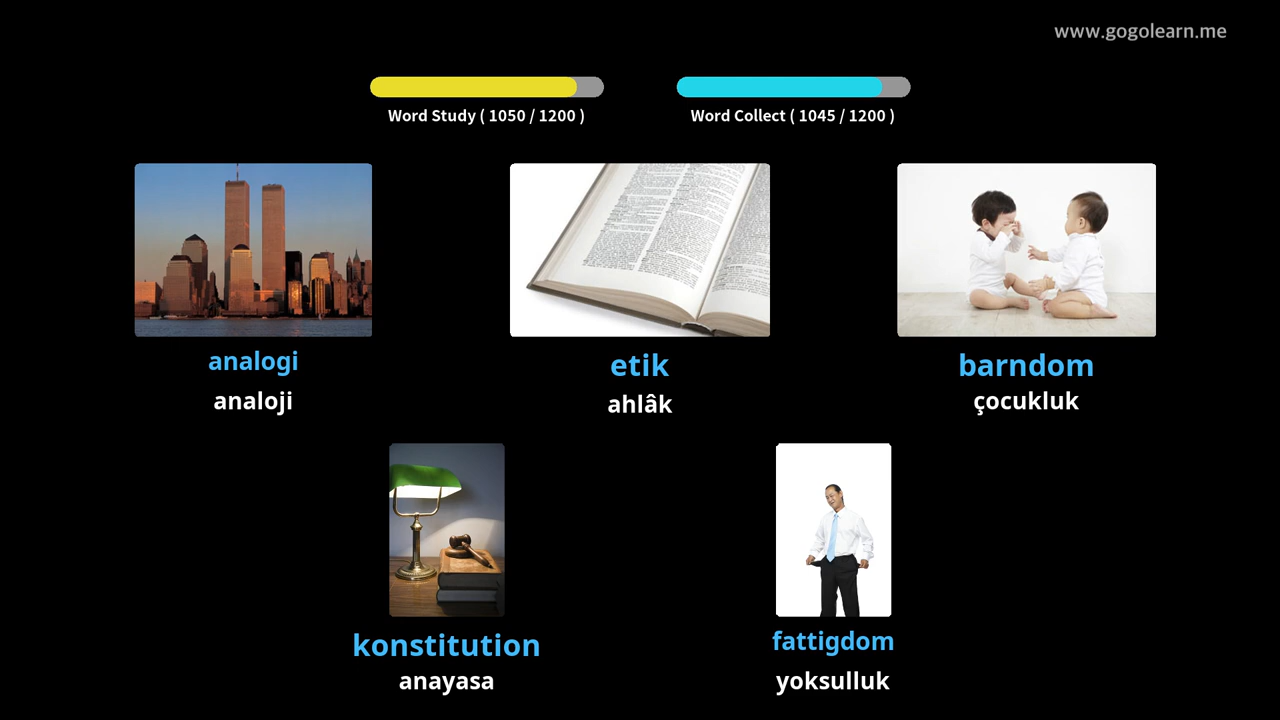 www.gogolearn.me
Word Study ( 1050 / 1200 )
Word Collect ( 1045 / 1200 )
analogi
analoji
etik
ahlâk
barndom
çocukluk
konstitution
anayasa
fattigdom
yoksulluk